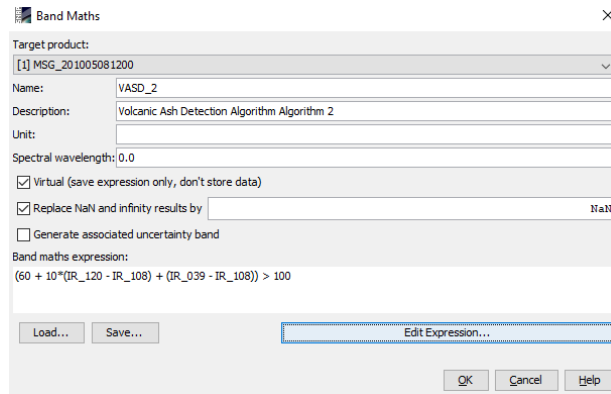 Band Maths
Target product:
[1] MSG_201005081200
Name: VASD_2
Description: Volcanic Ash Detection Algorithm Algorithm 2
Unit:
Spectral wavelength: 0.0
Virtual (save expression only, don't store data)
Replace NaN and infinity results by NaN
Generate associated uncertainty band
Band maths expression:
(60 + 10*(IR_120 - IR_108) + (IR_039 - IR_108)) > 100
Load... Save... Edit Expression...
OK Cancel Help